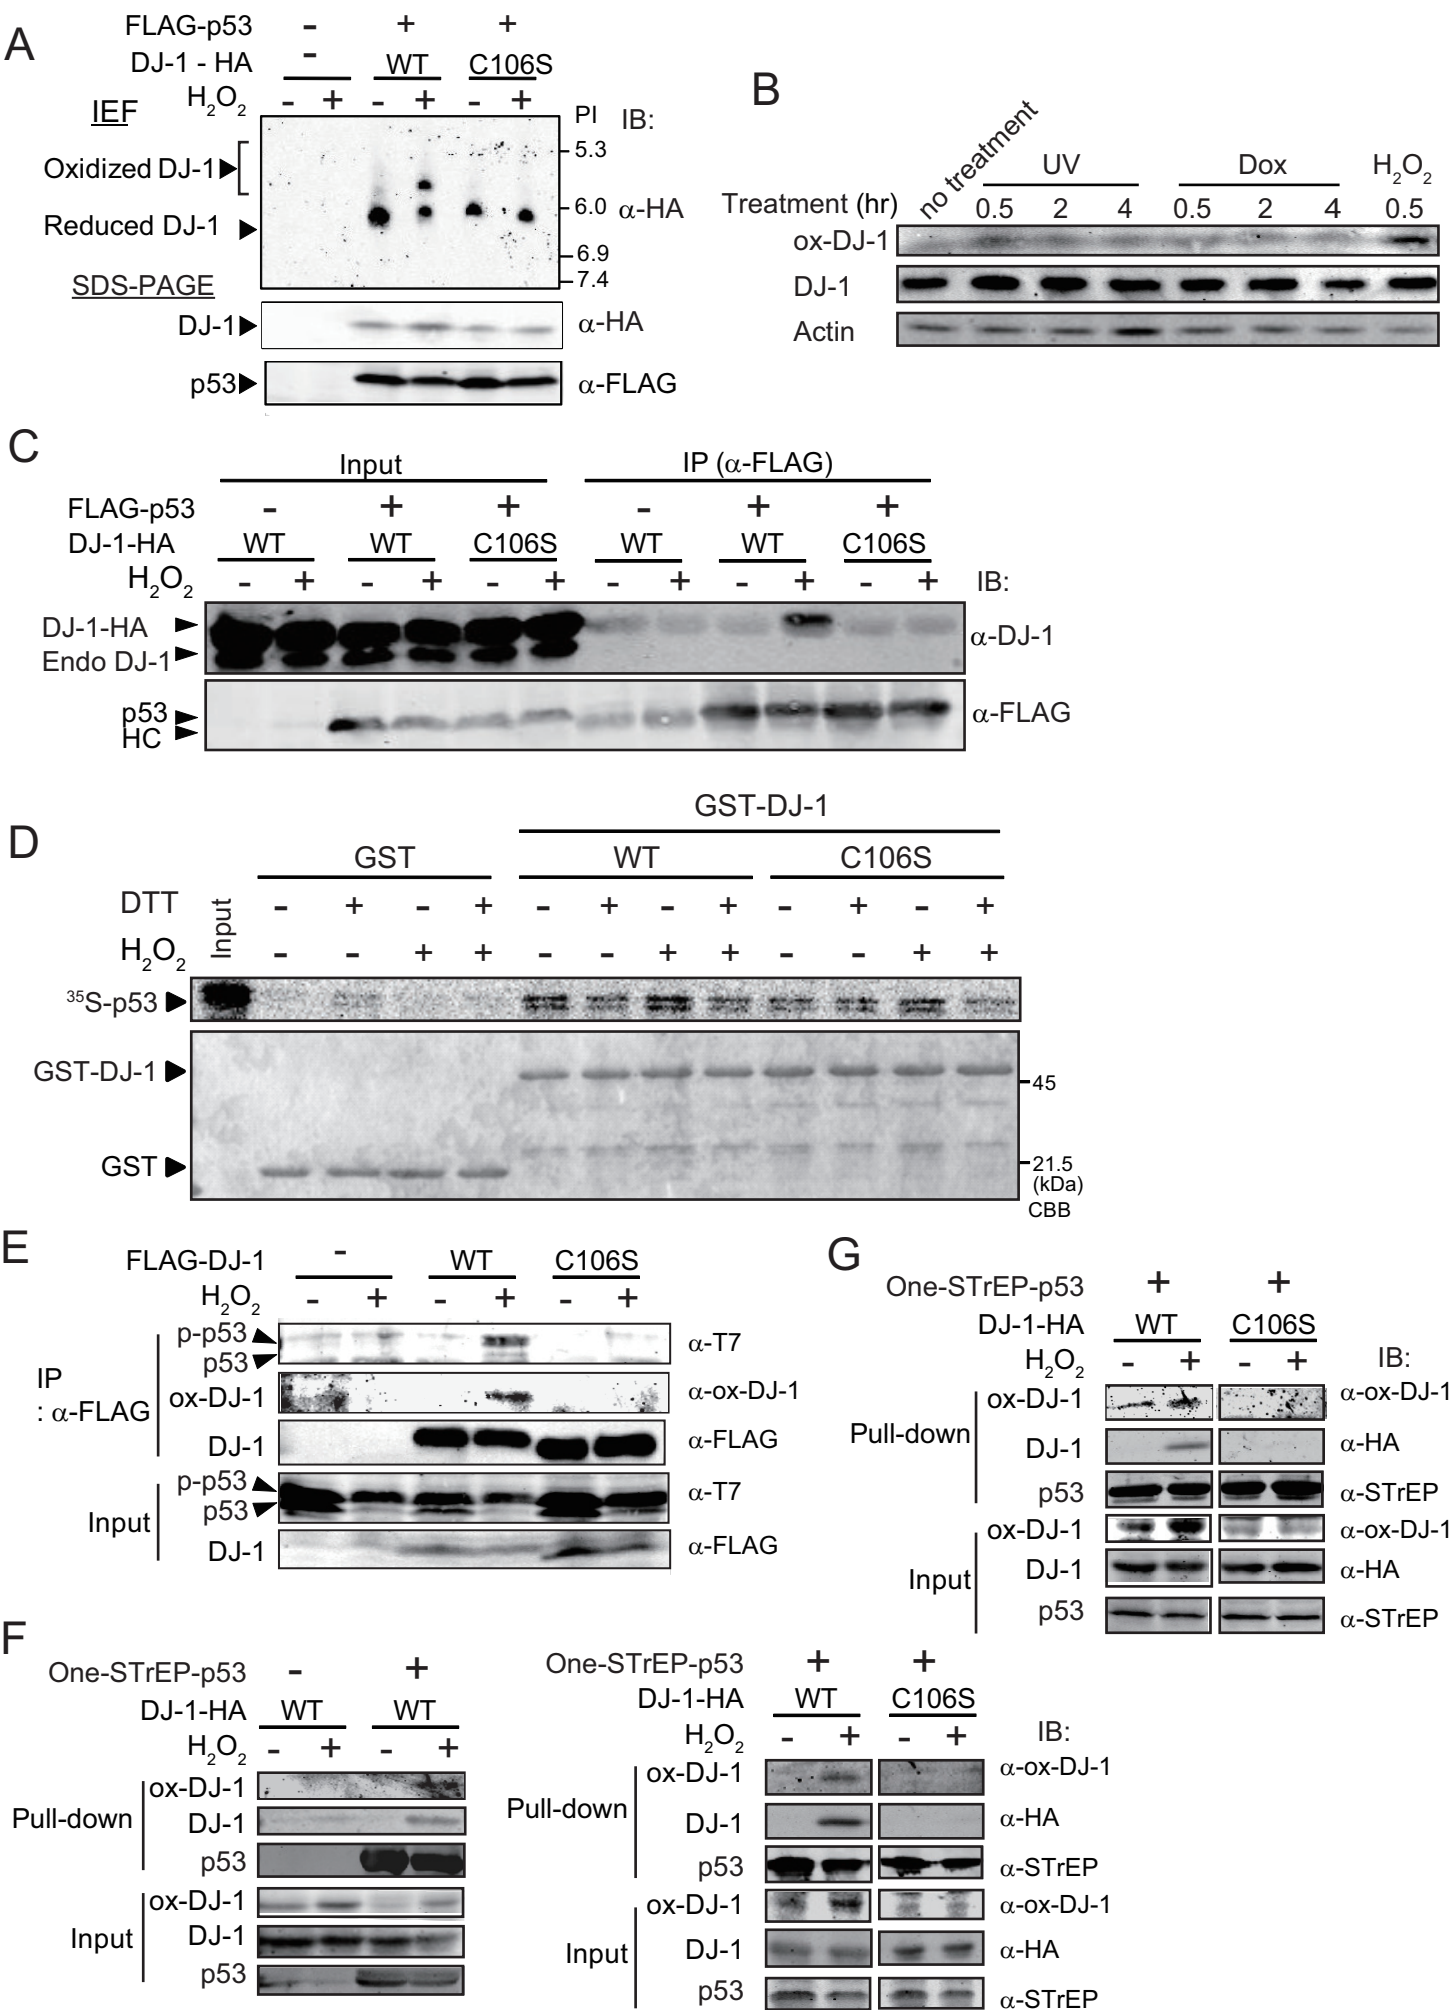 A
FLAG-p53 - + +
DJ-1 - HA - WT C106S
H2O2 - + - + - +
IEF
PI IB:
5.3
Oxidized DJ-1
6.0 α-HA
Reduced DJ-1
6.9
7.4
SDS-PAGE
DJ-1 α-HA
p53 α-FLAG
B
no treatment UV Dox H2O2
Treatment (hr) 0.5 2 4 0.5 2 4 0.5
ox-DJ-1
DJ-1
Actin
C
Input IP (α-FLAG)
FLAG-p53 - + + - + +
DJ-1-HA WT WT C106S WT WT C106S
H2O2 - + - + - + - + - + - + IB:
DJ-1-HA
Endo DJ-1 α-DJ-1
p53
HC α-FLAG
D
GST-DJ-1
GST WT C106S
DTT Input - + - + - + - + - + - +
H2O2 - - + + - - + + - - + +
35S-p53
GST-DJ-1
45
GST
21.5
(kDa)
CBB
E
FLAG-DJ-1 - WT C106S
H2O2 - + - + - +
IP
: α-FLAG
p-p53
p53 α-T7
ox-DJ-1 α-ox-DJ-1
DJ-1 α-FLAG
Input
p-p53
p53 α-T7
DJ-1 α-FLAG
G
One-STrEP-p53 + +
DJ-1-HA WT C106S
H2O2 - + - + IB:
Pull-down
ox-DJ-1 α-ox-DJ-1
DJ-1 α-HA
p53 α-STrEP
Input
ox-DJ-1 α-ox-DJ-1
DJ-1 α-HA
p53 α-STrEP
F
One-STrEP-p53 - +
DJ-1-HA WT WT
H2O2 - + - +
Pull-down
ox-DJ-1
DJ-1
p53
Input
ox-DJ-1
DJ-1
p53
One-STrEP-p53 + +
DJ-1-HA WT C106S
H2O2 - + - + IB:
Pull-down
ox-DJ-1 α-ox-DJ-1
DJ-1 α-HA
p53 α-STrEP
Input
ox-DJ-1 α-ox-DJ-1
DJ-1 α-HA
p53 α-STrEP